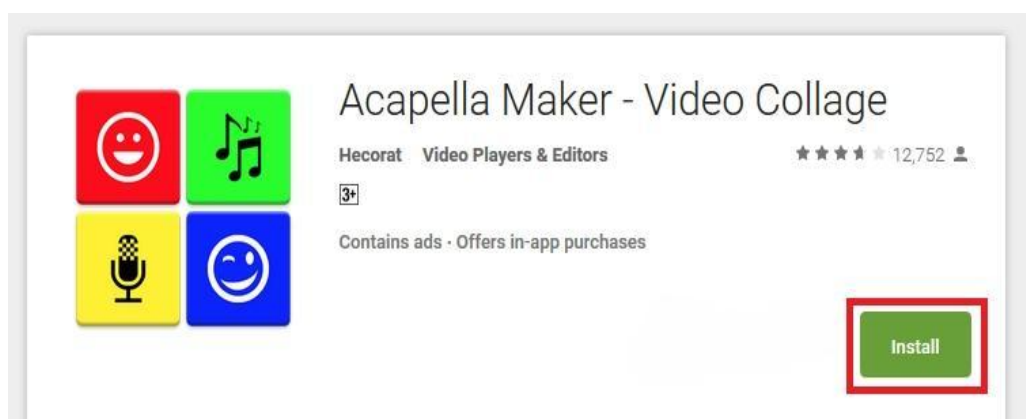 Acapella Maker - Video Collage
Hecorat Video Players & Editors 12,752
3+
Contains ads · Offers in-app purchases
Install